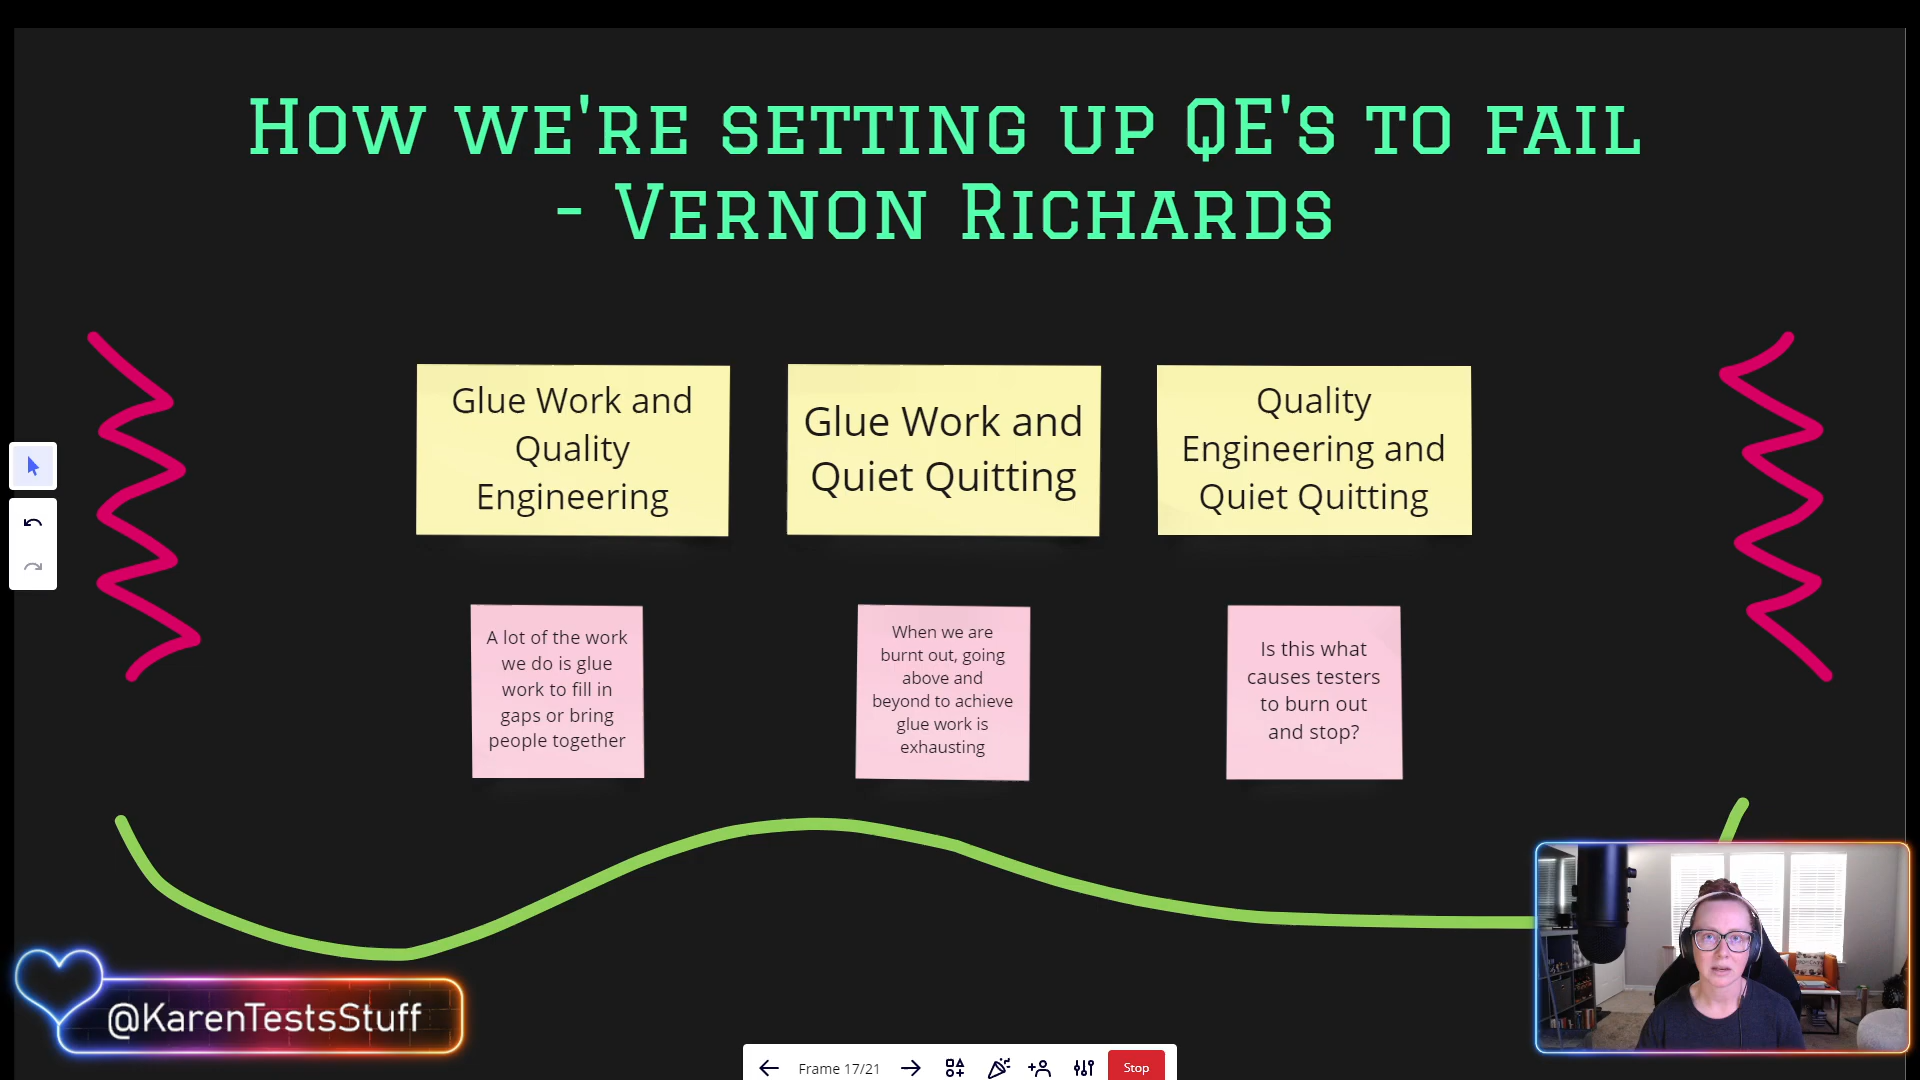 How we're setting up QE's to fail
- Vernon Richards
Glue Work and
Quality
Engineering
Glue Work and
Quiet Quitting
Quality
Engineering and
Quiet Quitting
A lot of the work
we do is glue
work to fill in
gaps or bring
people together
When we are
burnt out, going
above and
beyond to achieve
glue work is
exhausting
Is this what
causes testers
to burn out
and stop?
@KarenTestsStuff
Frame 17/21
Stop